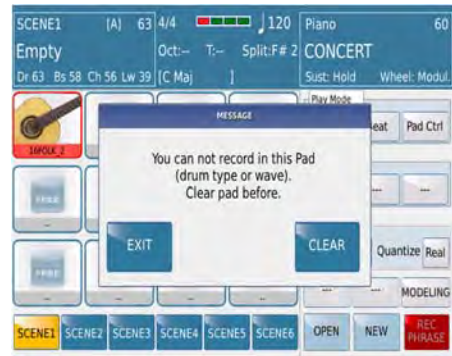 SCENE1 [A] 63 4/4 120 Piano 60
Empty Oct:-- T:-- Split:F# 2 CONCERT
Dr 63 Bs 58 Ch 56 Lw 39 [C Maj ] Sust: Hold Wheel: Modul.
Play Mode
MESSAGE
eat Pad Ctrl
16FOLK_2
You can not record in this Pad
(drum type or wave).
Clear pad before.
--- ---
EXIT CLEAR
Quantize Real
--- --- MODELING
SCENE1 SCENE2 SCENE3 SCENE4 SCENE5 SCENE6 OPEN NEW REC
PHRASE